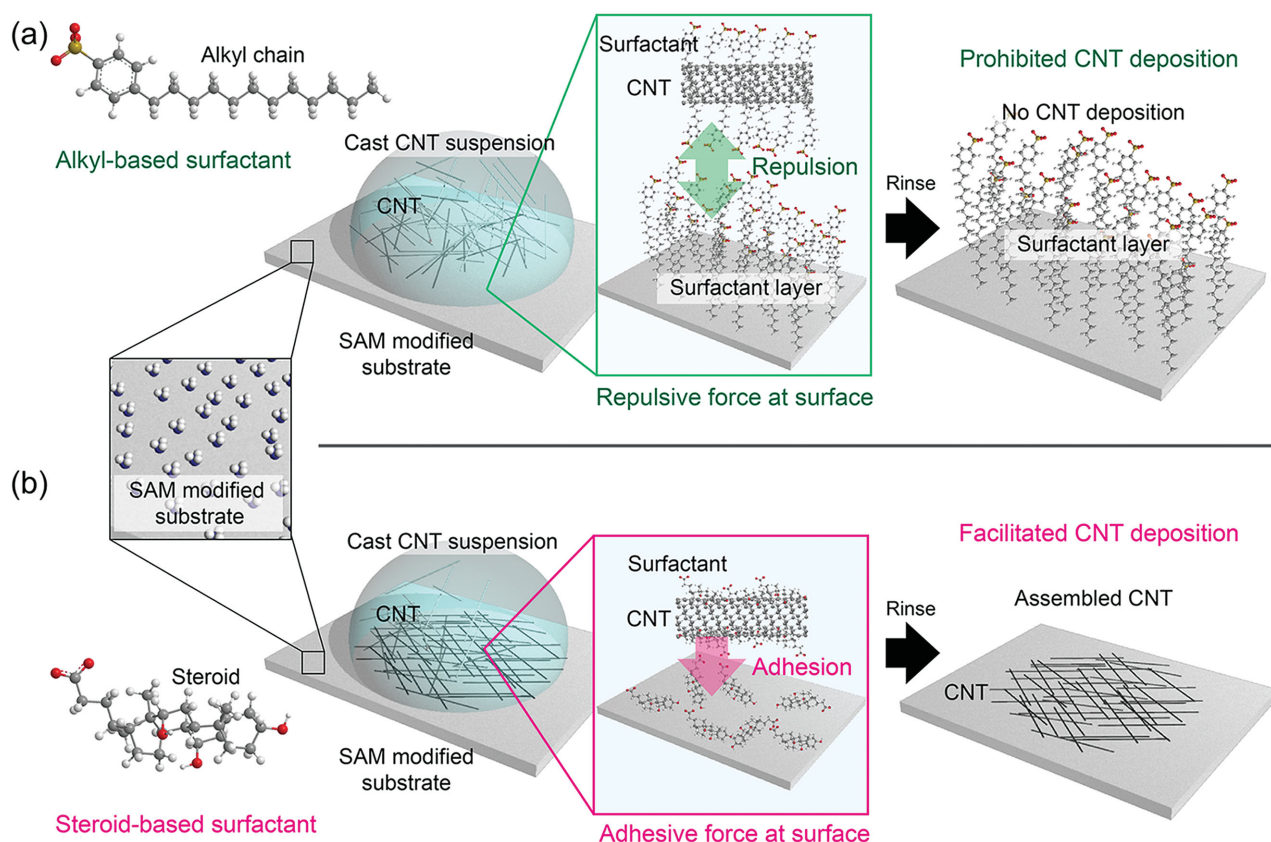 (a)
Alkyl chain
Alkyl-based surfactant
Cast CNT suspension
CNT
SAM modified
substrate
Surfactant
CNT
Repulsion
Surfactant layer
Repulsive force at surface
Rinse
Prohibited CNT deposition
No CNT deposition
Surfactant layer
SAM modified
substrate
(b)
Steroid
Steroid-based surfactant
Cast CNT suspension
CNT
SAM modified
substrate
Surfactant
CNT
Adhesion
Adhesive force at surface
Rinse
Facilitated CNT deposition
Assembled CNT
CNT